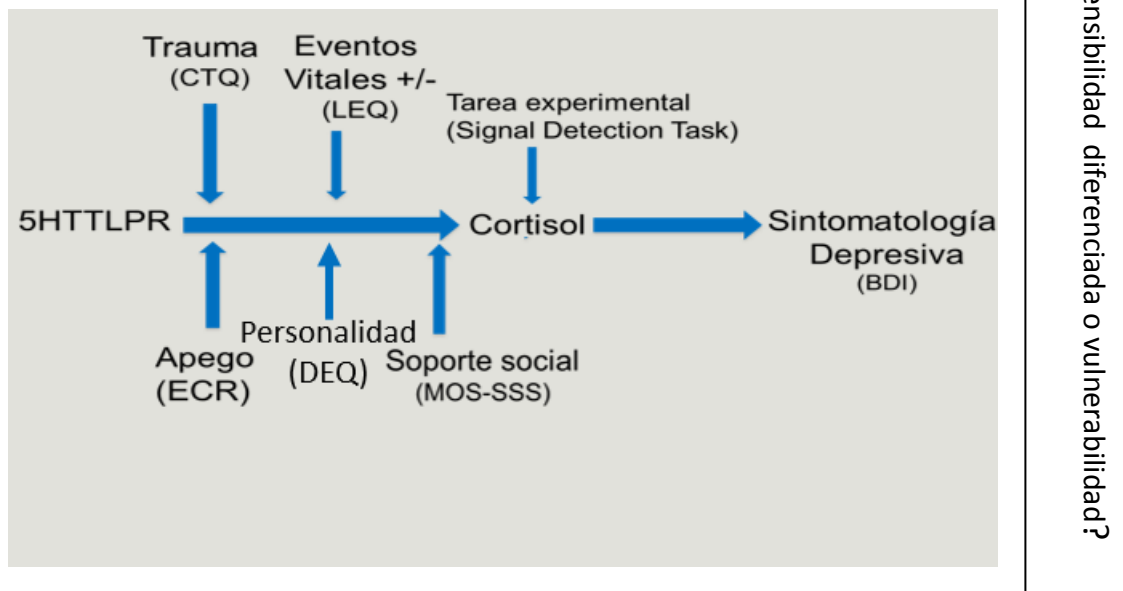 Trauma
(CTQ)
Eventos
Vitales +/-
(LEQ)
Tarea experimental
(Signal Detection Task)
5HTTLPR
Cortisol
Sintomatología
Depresiva
(BDI)
Apego
(ECR)
Personalidad
(DEQ)
Soporte social
(MOS-SSS)
diferenciada o vulnerabilidad?